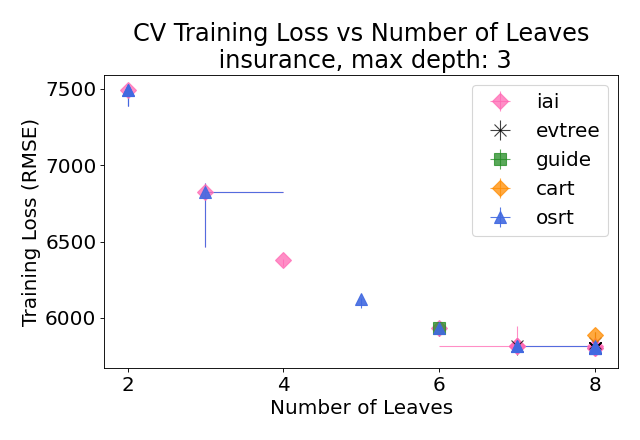 CV Training Loss vs Number of Leaves
insurance, max depth: 3
Training Loss (RMSE)
7500
7000
6500
6000
iai
evtree
guide
cart
osrt
2
4
6
8
Number of Leaves